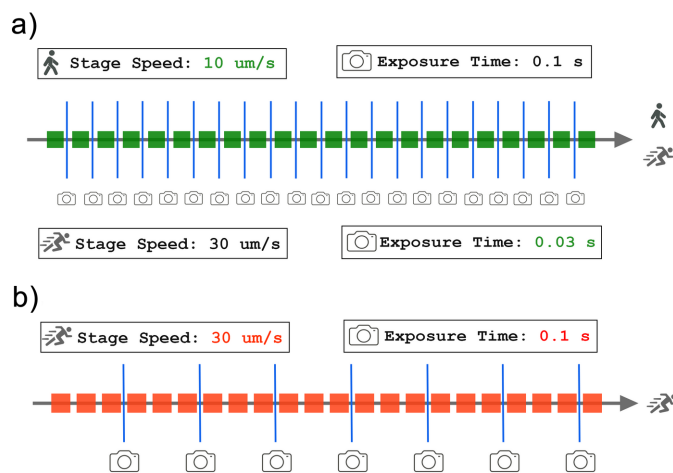 a)
Stage Speed: 10 um/s
Exposure Time: 0.1 s
Stage Speed: 30 um/s
Exposure Time: 0.03 s
b)
Stage Speed: 30 um/s
Exposure Time: 0.1 s